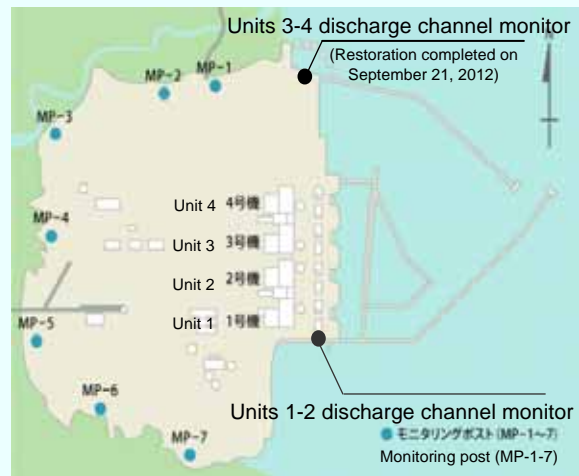 Units 3-4 discharge channel monitor
(Restoration completed on
September 21, 2012)
MP-1
MP-2
MP-3
MP-4
Unit 4 4号機
Unit 3 3号機
Unit 2 2号機
Unit 1 1号機
MP-5
MP-6
MP-7
Units 1-2 discharge channel monitor
モニタリングポスト(MP-1~7)
Monitoring post (MP-1-7)